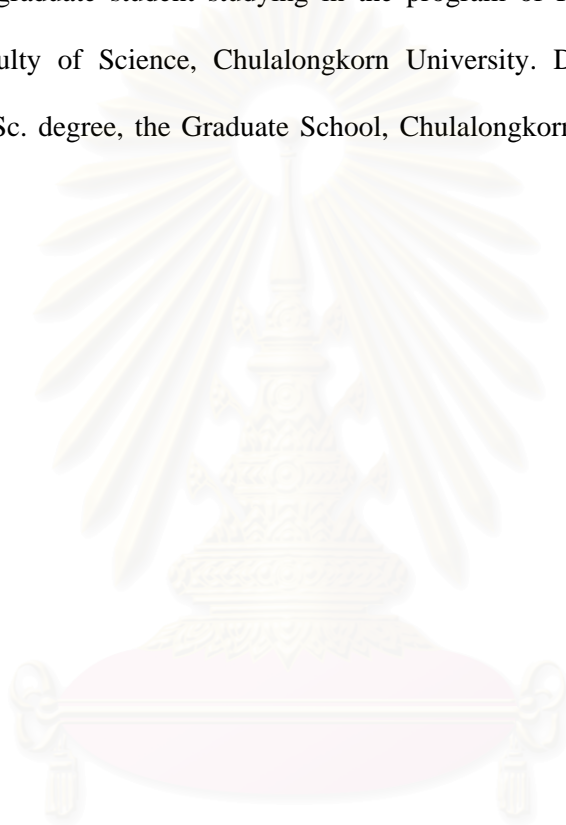 graduate student studying in the program of
ulty of Science, Chulalongkorn University.
Sc. degree, the Graduate School, Chulalongkorn